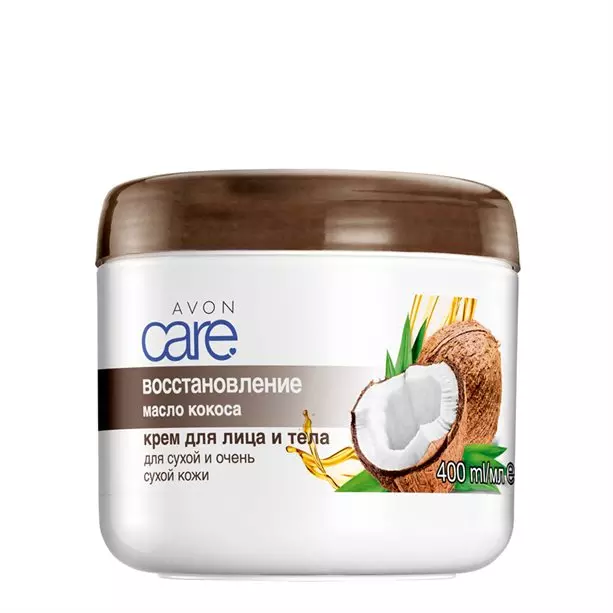 AVON
care
ВОССТАНОВЛЕНИЕ
масло кокоса
крем для лица и тела
для сухой и очень
сухой кожи
400 ml/мл e